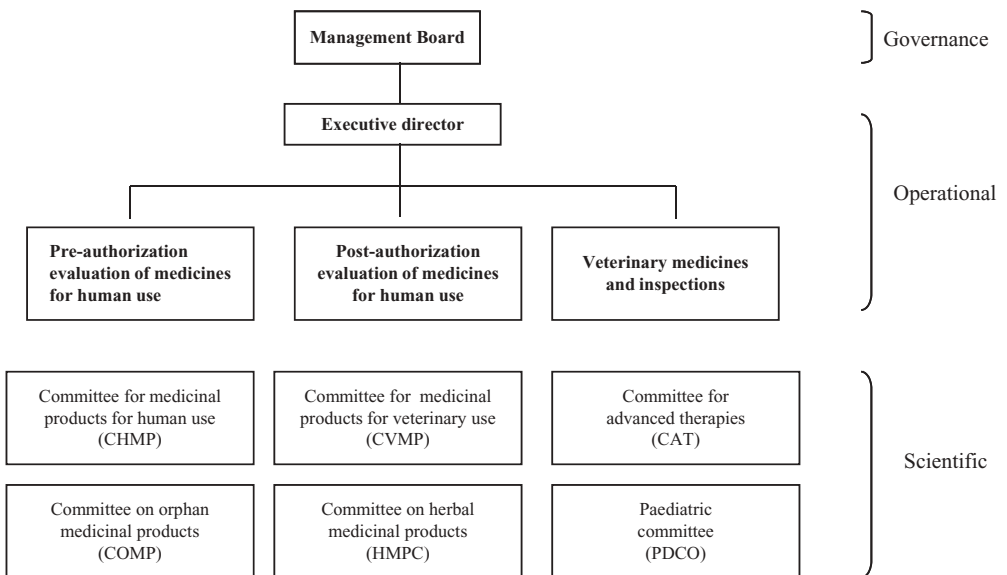 Management Board
Governance
Executive director
Operational
Pre-authorization
evaluation of medicines
for human use
Post-authorization
evaluation of medicines
for human use
Veterinary medicines
and inspections
Committee for medicinal
products for human use
(CHMP)
Committee for medicinal
products for veterinary use
(CVMP)
Committee for
advanced therapies
(CAT)
Scientific
Committee on orphan
medicinal products
(COMP)
Committee on herbal
medicinal products
(HMPC)
Paediatric
committee
(PDCO)